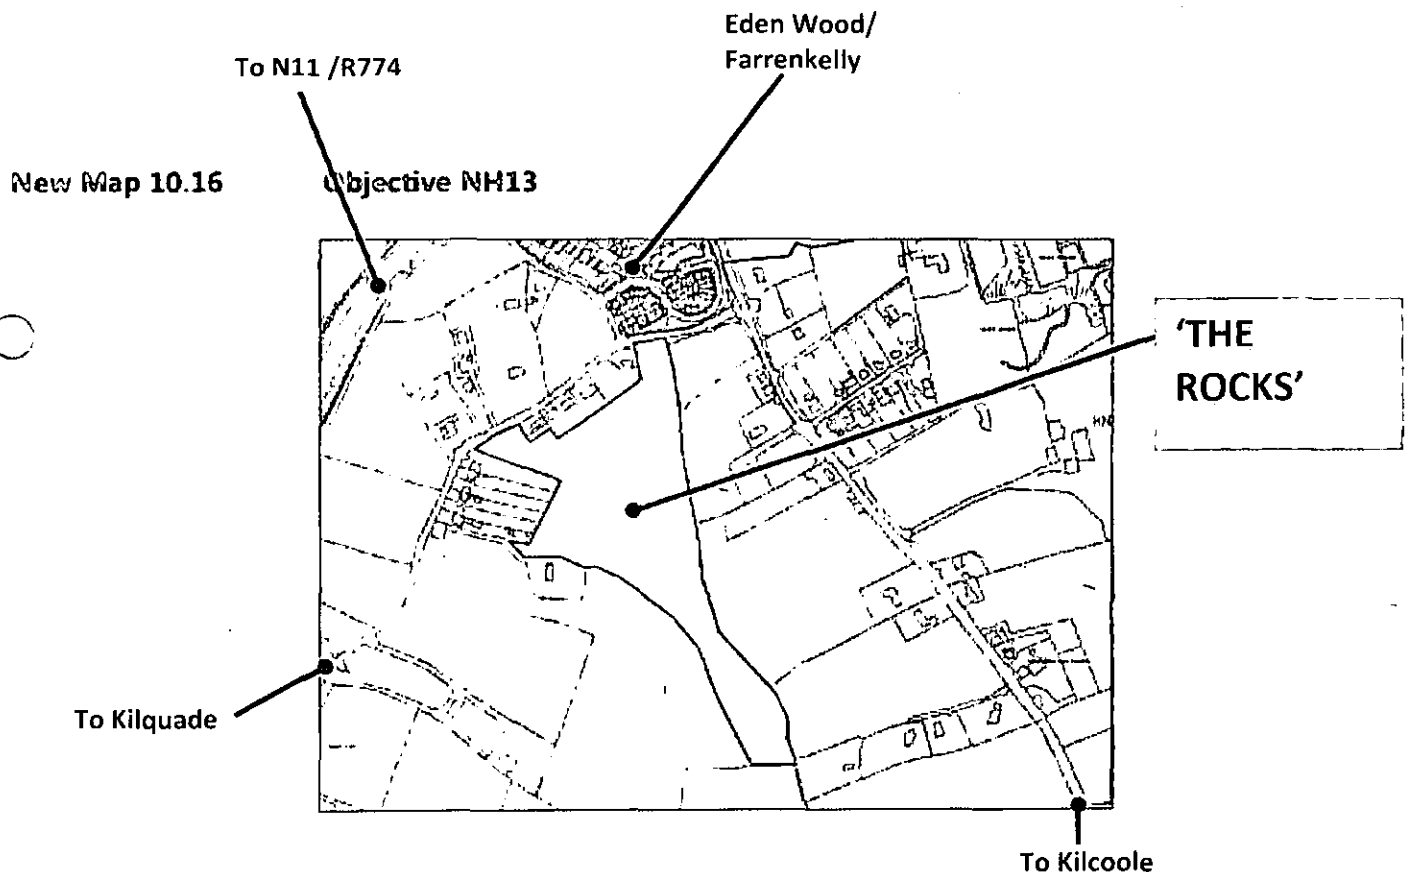 Eden Wood/
Farrenkelly
To N11 /R774
New Map 10.16 Objective NH13
'THE
ROCKS'
To Kilquade
To Kilcoole